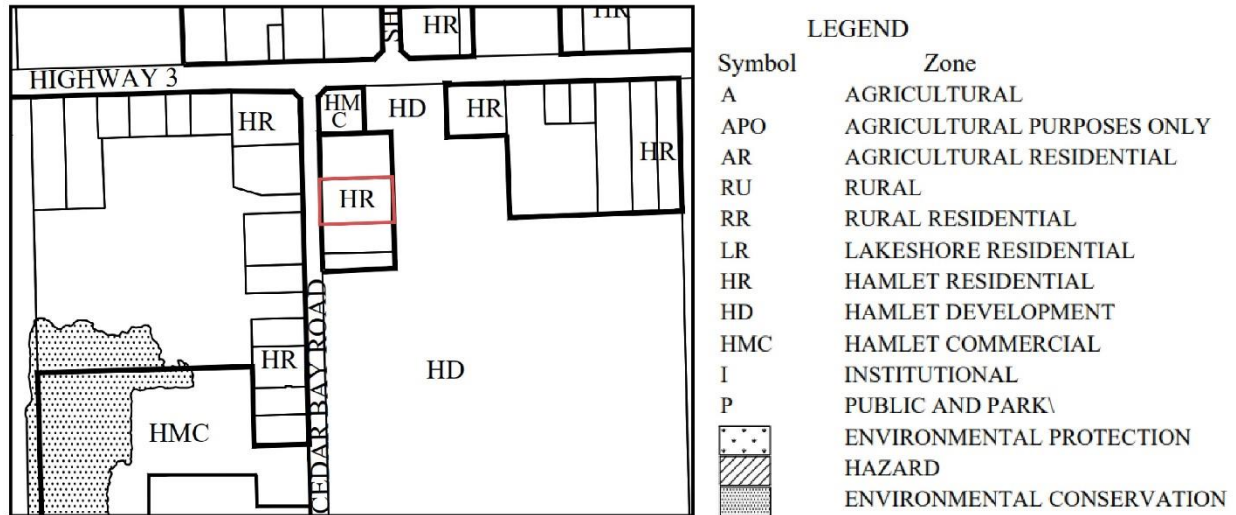 HR
HR
SH
HIGHWAY 3
HR
HM
C
HD
HR
HR
HR
HR
HD
HMC
CEDAR BAY ROAD
LEGEND
Symbol Zone
A AGRICULTURAL
APO AGRICULTURAL PURPOSES ONLY
AR AGRICULTURAL RESIDENTIAL
RU RURAL
RR RURAL RESIDENTIAL
LR LAKESHORE RESIDENTIAL
HR HAMLET RESIDENTIAL
HD HAMLET DEVELOPMENT
HMC HAMLET COMMERCIAL
I INSTITUTIONAL
P PUBLIC AND PARK\
ENVIRONMENTAL PROTECTION
HAZARD
ENVIRONMENTAL CONSERVATION